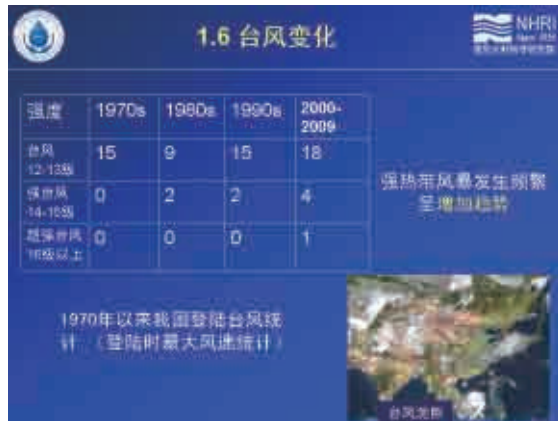 1.6 台风变化
NHRI
强度 1970s 1980s 1990s 2000-2009
台风 12-13级 15 9 15 18
强台风 14-15级 0 2 2 4
超强台风 16级以上 0 0 0 1
强热带风暴发生频繁
呈增加趋势
1970年以来我国登陆台风统
计 （登陆时最大风速统计）